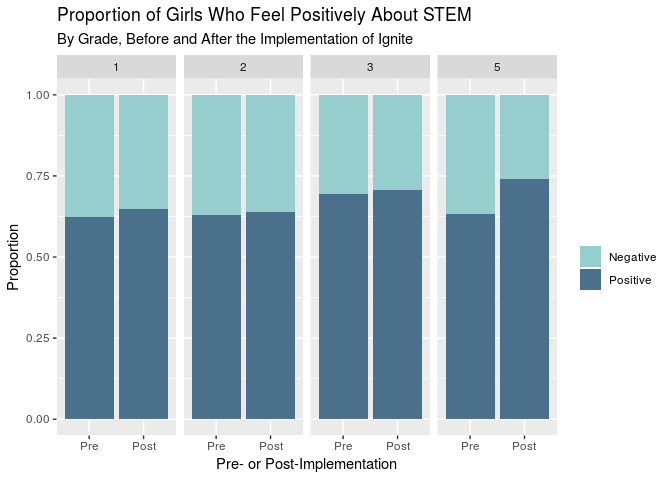 Proportion of Girls Who Feel Positively About STEM
By Grade, Before and After the Implementation of Ignite
1 2 3 5
1.00
0.75
0.50
0.25
0.00
Proportion
Pre Post Pre Post Pre Post Pre Post
Pre- or Post-Implementation
Negative
Positive